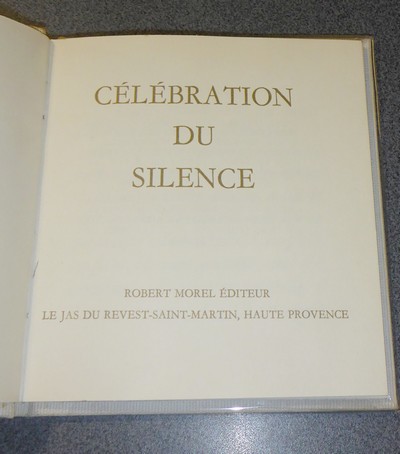 CÉLÉBRATION
DU
SILENCE
ROBERT MOREL ÉDITEUR
LE JAS DU REVEST-SAINT-MARTIN, HAUTE PROVENCE